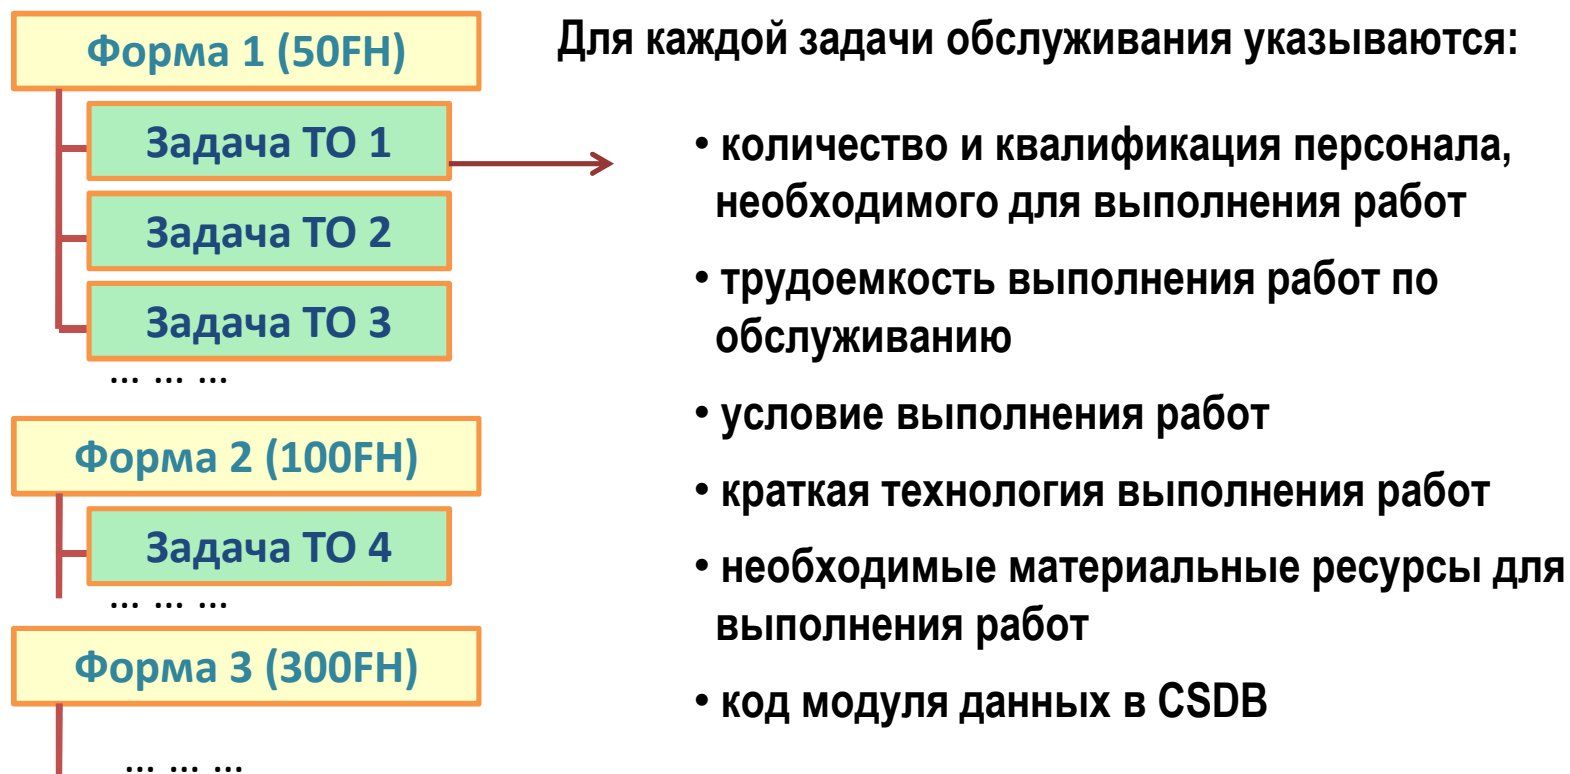 Форма 1 (50FH)
Задача ТО 1
Задача ТО 2
Задача ТО 3
... ... ...
Форма 2 (100FH)
Задача ТО 4
... ... ...
Форма 3 (300FH)
... ... ...
Для каждой задачи обслуживания указываются:
• количество и квалификация персонала,
необходимого для выполнения работ
• трудоемкость выполнения работ по
обслуживанию
• условие выполнения работ
• краткая технология выполнения работ
• необходимые материальные ресурсы для
выполнения работ
• код модуля данных в CSDB